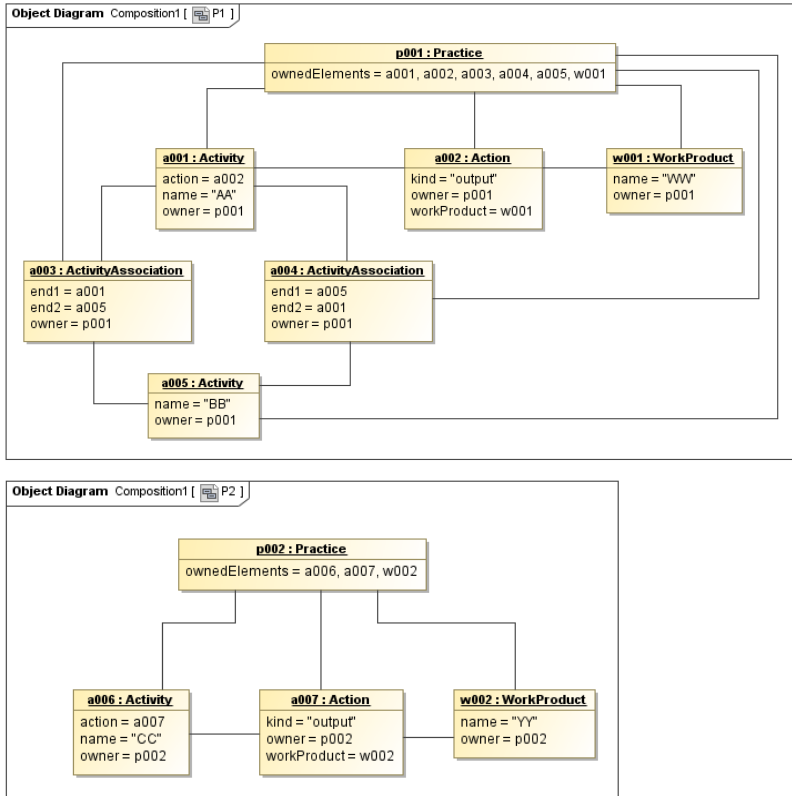 Object Diagram Composition1 [ P1 ]
p001 : Practice
ownedElements = a001, a002, a003, a004, a005, w001
a001 : Activity
action = a002
name = "AA"
owner = p001
a002 : Action
kind = "output"
owner = p001
workProduct = w001
w001 : WorkProduct
name = "WW"
owner = p001
a003 : ActivityAssociation
end1 = a001
end2 = a005
owner = p001
a004 : ActivityAssociation
end1 = a005
end2 = a001
owner = p001
a005 : Activity
name = "BB"
owner = p001
Object Diagram Composition1 [ P2 ]
p002 : Practice
ownedElements = a006, a007, w002
a006 : Activity
action = a007
name = "CC"
owner = p002
a007 : Action
kind = "output"
owner = p002
workProduct = w002
w002 : WorkProduct
name = "YY"
owner = p002